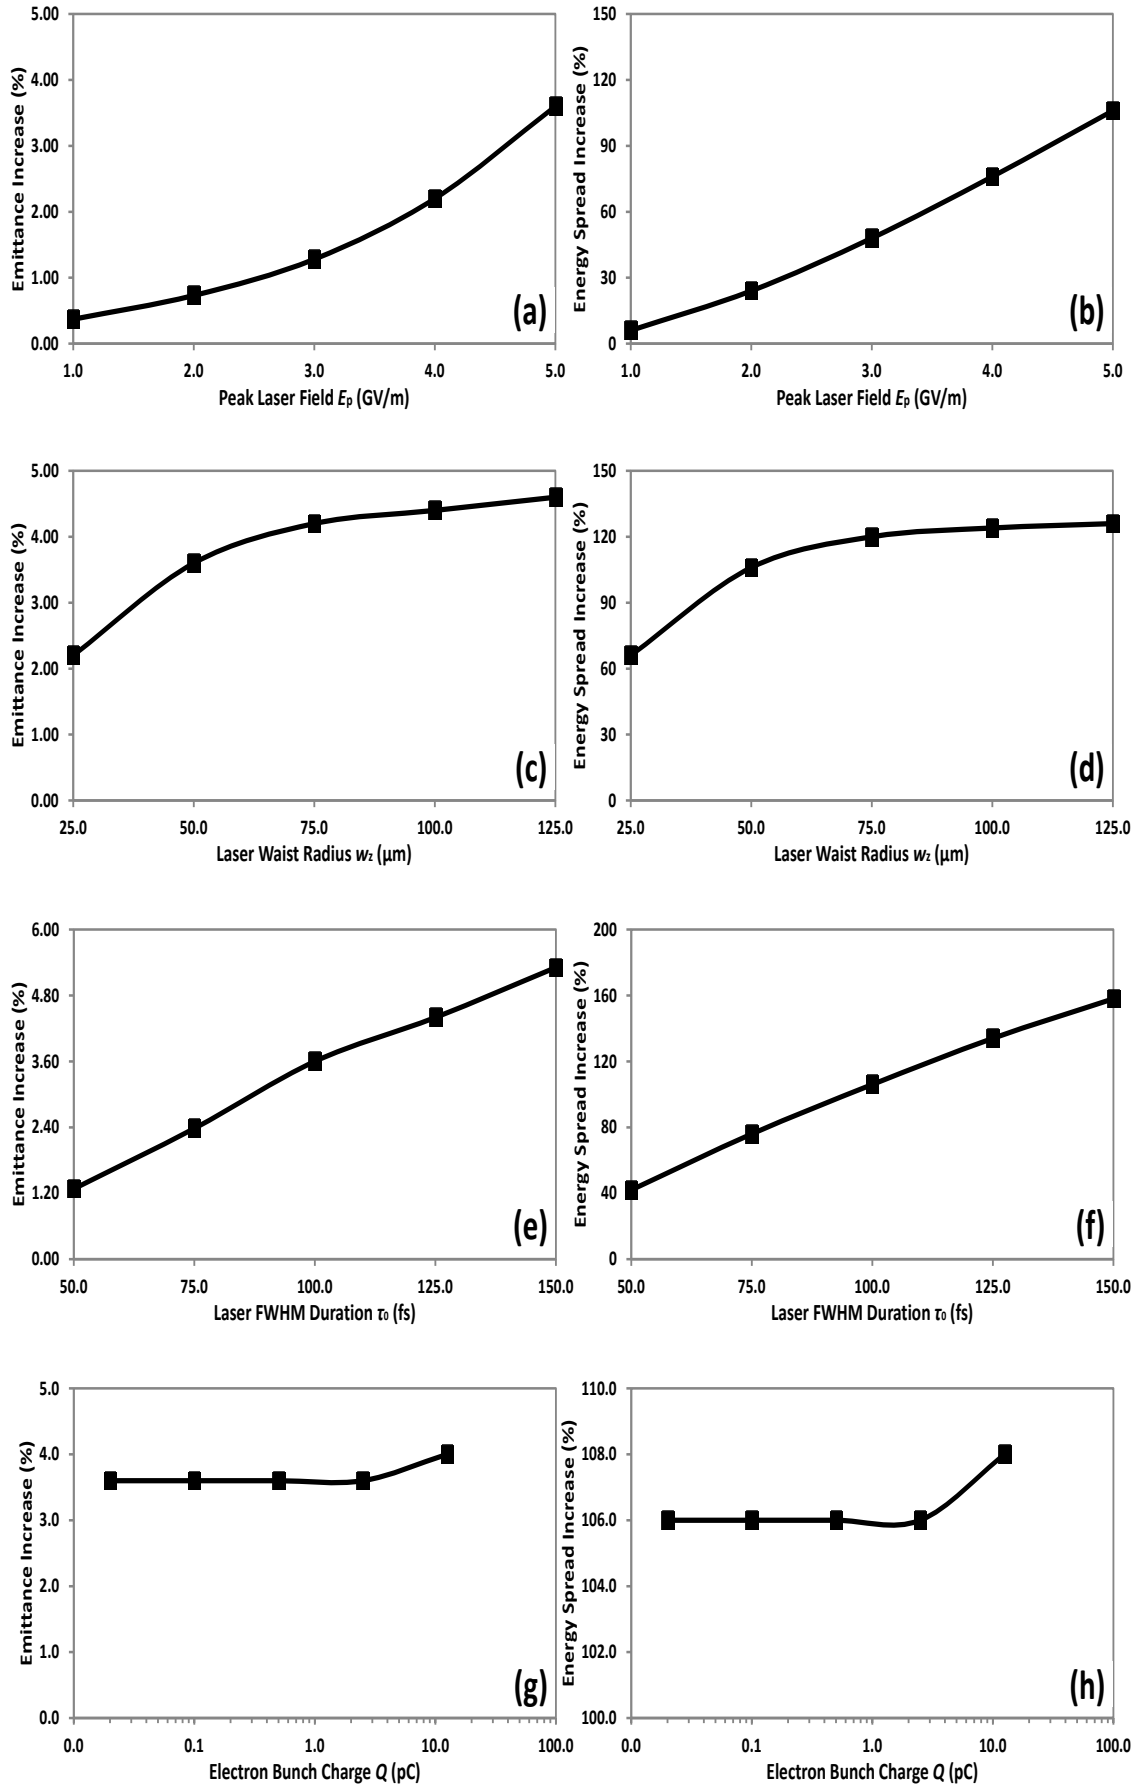 5.00
4.00
3.00
2.00
1.00
0.00
Emittance Increase (%)
(a)
1.0 2.0 3.0 4.0 5.0
Peak Laser Field Ep (GV/m)
150
120
90
60
30
0
Energy Spread Increase (%)
(b)
1.0 2.0 3.0 4.0 5.0
Peak Laser Field Ep (GV/m)
5.00
4.00
3.00
2.00
1.00
0.00
Emittance Increase (%)
(c)
25.0 50.0 75.0 100.0 125.0
Laser Waist Radius wz (μm)
150
120
90
60
30
0
Energy Spread Increase (%)
(d)
25.0 50.0 75.0 100.0 125.0
Laser Waist Radius wz (μm)
6.00
4.80
3.60
2.40
1.20
0.00
Emittance Increase (%)
(e)
50.0 75.0 100.0 125.0 150.0
Laser FWHM Duration τ0 (fs)
200
160
120
80
40
0
Energy Spread Increase (%)
(f)
50.0 75.0 100.0 125.0 150.0
Laser FWHM Duration τ0 (fs)
5.0
4.0
3.0
2.0
1.0
0.0
Emittance Increase (%)
(g)
0.0 0.1 1.0 10.0 100.0
Electron Bunch Charge Q (pC)
110.0
108.0
106.0
104.0
102.0
100.0
Energy Spread Increase (%)
(h)
0.0 0.1 1.0 10.0 100.0
Electron Bunch Charge Q (pC)